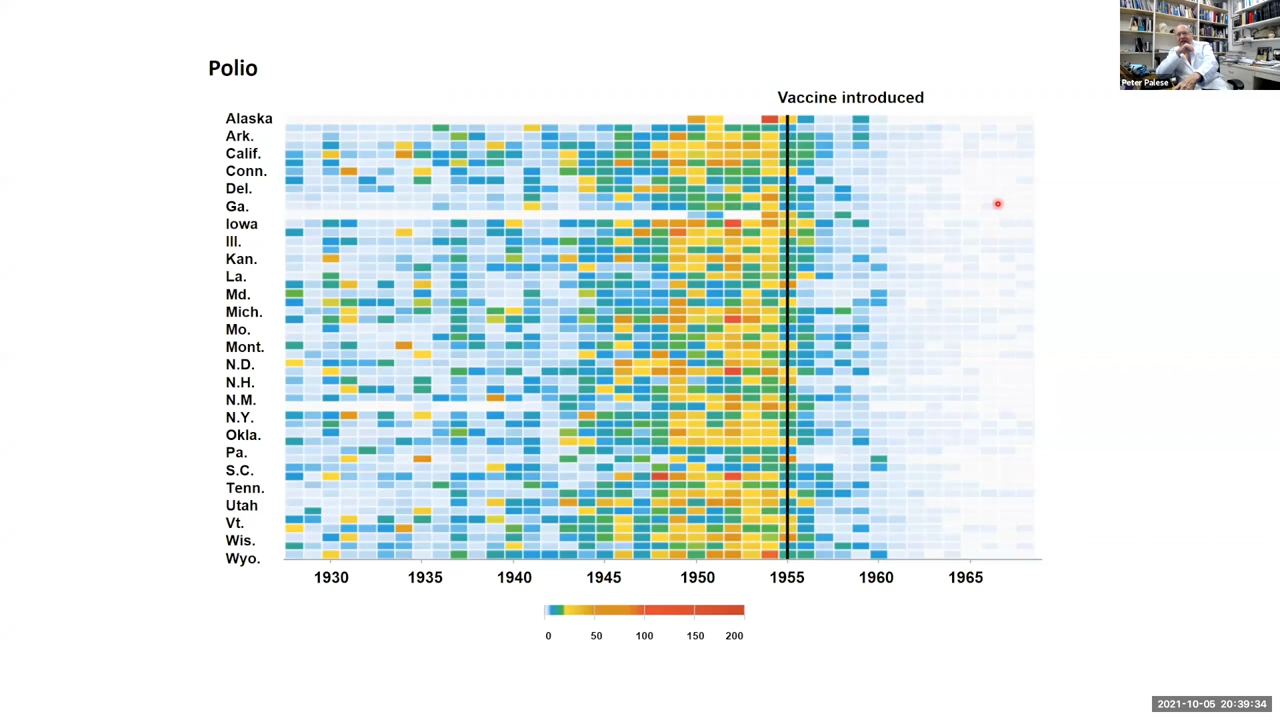 Peter Palese
Polio
Vaccine introduced
Alaska
Ark.
Calif.
Conn.
Del.
Ga.
Iowa
Ill.
Kan.
La.
Md.
Mich.
Mo.
Mont.
N.D.
N.H.
N.M.
N.Y.
Okla.
Pa.
S.C.
Tenn.
Utah
Vt.
Wis.
Wyo.
1930 1935 1940 1945 1950 1955 1960 1965
0 50 100 150 200
2021-10-05 20:39:34